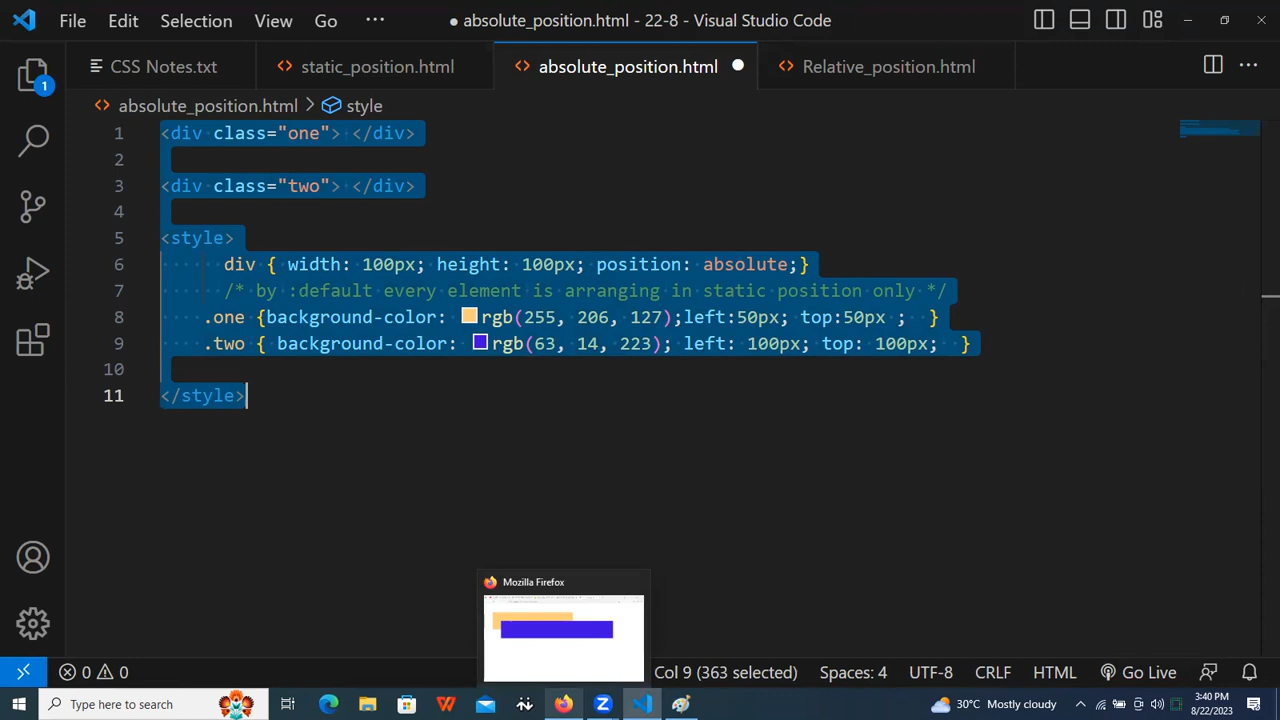 File Edit Selection View Go ··· ● absolute_position.html - 22-8 - Visual Studio Code
CSS Notes.txt <> static_position.html <> absolute_position.html ● <> Relative_position.html ···
<> absolute_position.html > style
1 <div class="one"> </div>
2
3 <div class="two"> </div>
4
5 <style>
6 div { width: 100px; height: 100px; position: absolute;}
7 /* by :default every element is arranging in static position only */
8 .one {background-color: rgb(255, 206, 127);left:50px; top:50px ;  }
9 .two { background-color: rgb(63, 14, 223); left: 100px; top: 100px;  }
10
11 </style>
1
Mozilla Firefox
0 0 Col 9 (363 selected) Spaces: 4 UTF-8 CRLF HTML Go Live
Type here to search 30°C Mostly cloudy 3:40 PM
8/22/2023